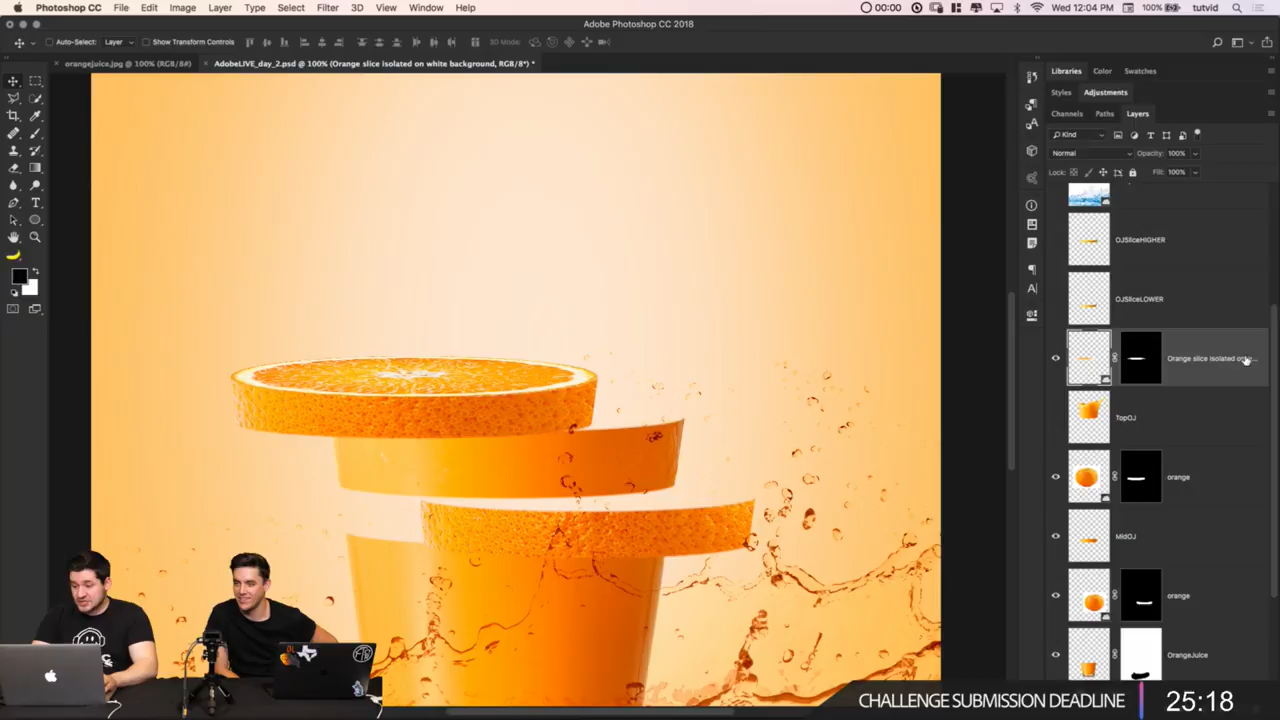 Photoshop CC File Edit Image Layer Type Select Filter 3D View Window Help 00:00 100% Wed 12:04 PM 100% tutvid
Adobe Photoshop CC 2018
Auto-Select: Layer Show Transform Controls 3D Mode:
orangejuice.jpg @ 100% (RGB/8#) AdobeLIVE_day_2.psd @ 100% (Orange slice isolated on white background, RGB/8*) *
Libraries Color Swatches
Styles Adjustments
Channels Paths Layers
Kind
Normal Opacity: 100%
Lock: Fill: 100%
OJSliceHIGHER
OJSliceLOWER
Orange slice isolated on...
TopOJ
orange
MidOJ
orange
OrangeJuice
CHALLENGE SUBMISSION DEADLINE 25:18